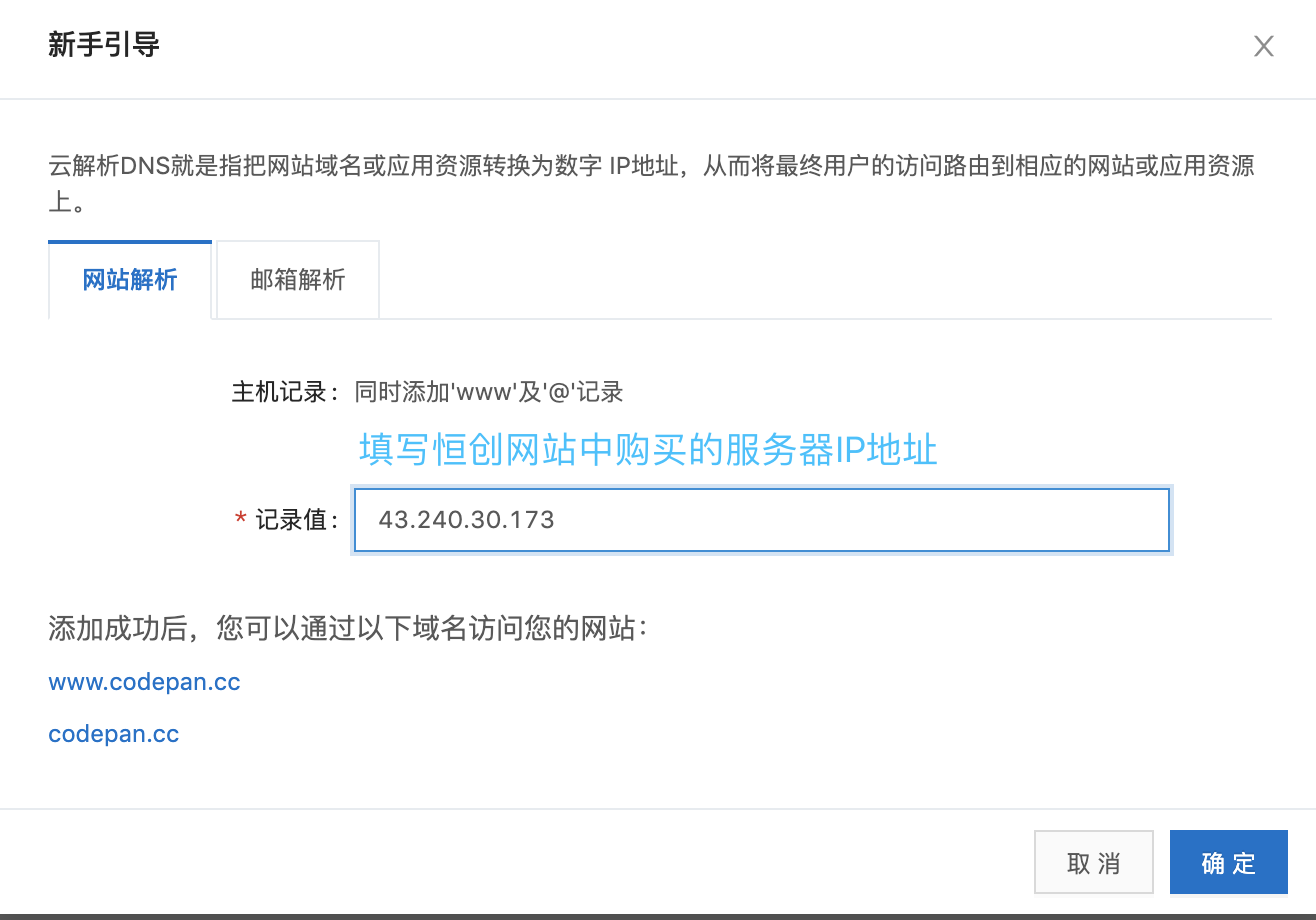 新手引导
云解析DNS就是指把网站域名或应用资源转换为数字 IP地址，从而将最终用户的访问路由到相应的网站或应用资源
上。
网站解析 邮箱解析
主机记录： 同时添加'www'及'@'记录
填写恒创网站中购买的服务器IP地址
* 记录值： 43.240.30.173
添加成功后，您可以通过以下域名访问您的网站：
www.codepan.cc
codepan.cc
取 消 确 定